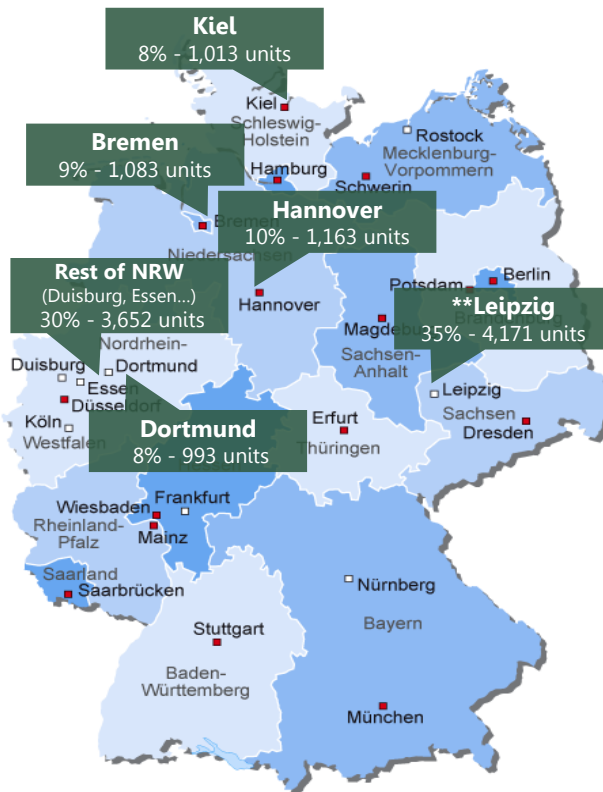 Kiel
8% - 1,013 units
Kiel
Schleswig-
Holstein
Rostock
Mecklenburg-
Vorpommern
Bremen
9% - 1,083 units
Hamburg
Schwerin
Bremen
Hannover
10% - 1,163 units
Niedersachsen
Rest of NRW
(Duisburg, Essen...)
30% - 3,652 units
Hannover
Potsdam
Berlin
Brandenburg
**Leipzig
35% - 4,171 units
Magdebu
Sachsen-
Anhalt
Nordrhein-
Duisburg
Dortmund
Essen
Düsseldorf
Köln
Westfalen
Leipzig
Sachsen
Dresden
Erfurt
Thüringen
Dortmund
8% - 993 units
Wiesbaden
Frankfurt
Rheinland-
Pfalz
Mainz
Saarland
Saarbrücken
Nürnberg
Bayern
Stuttgart
Baden-
Württemberg
München